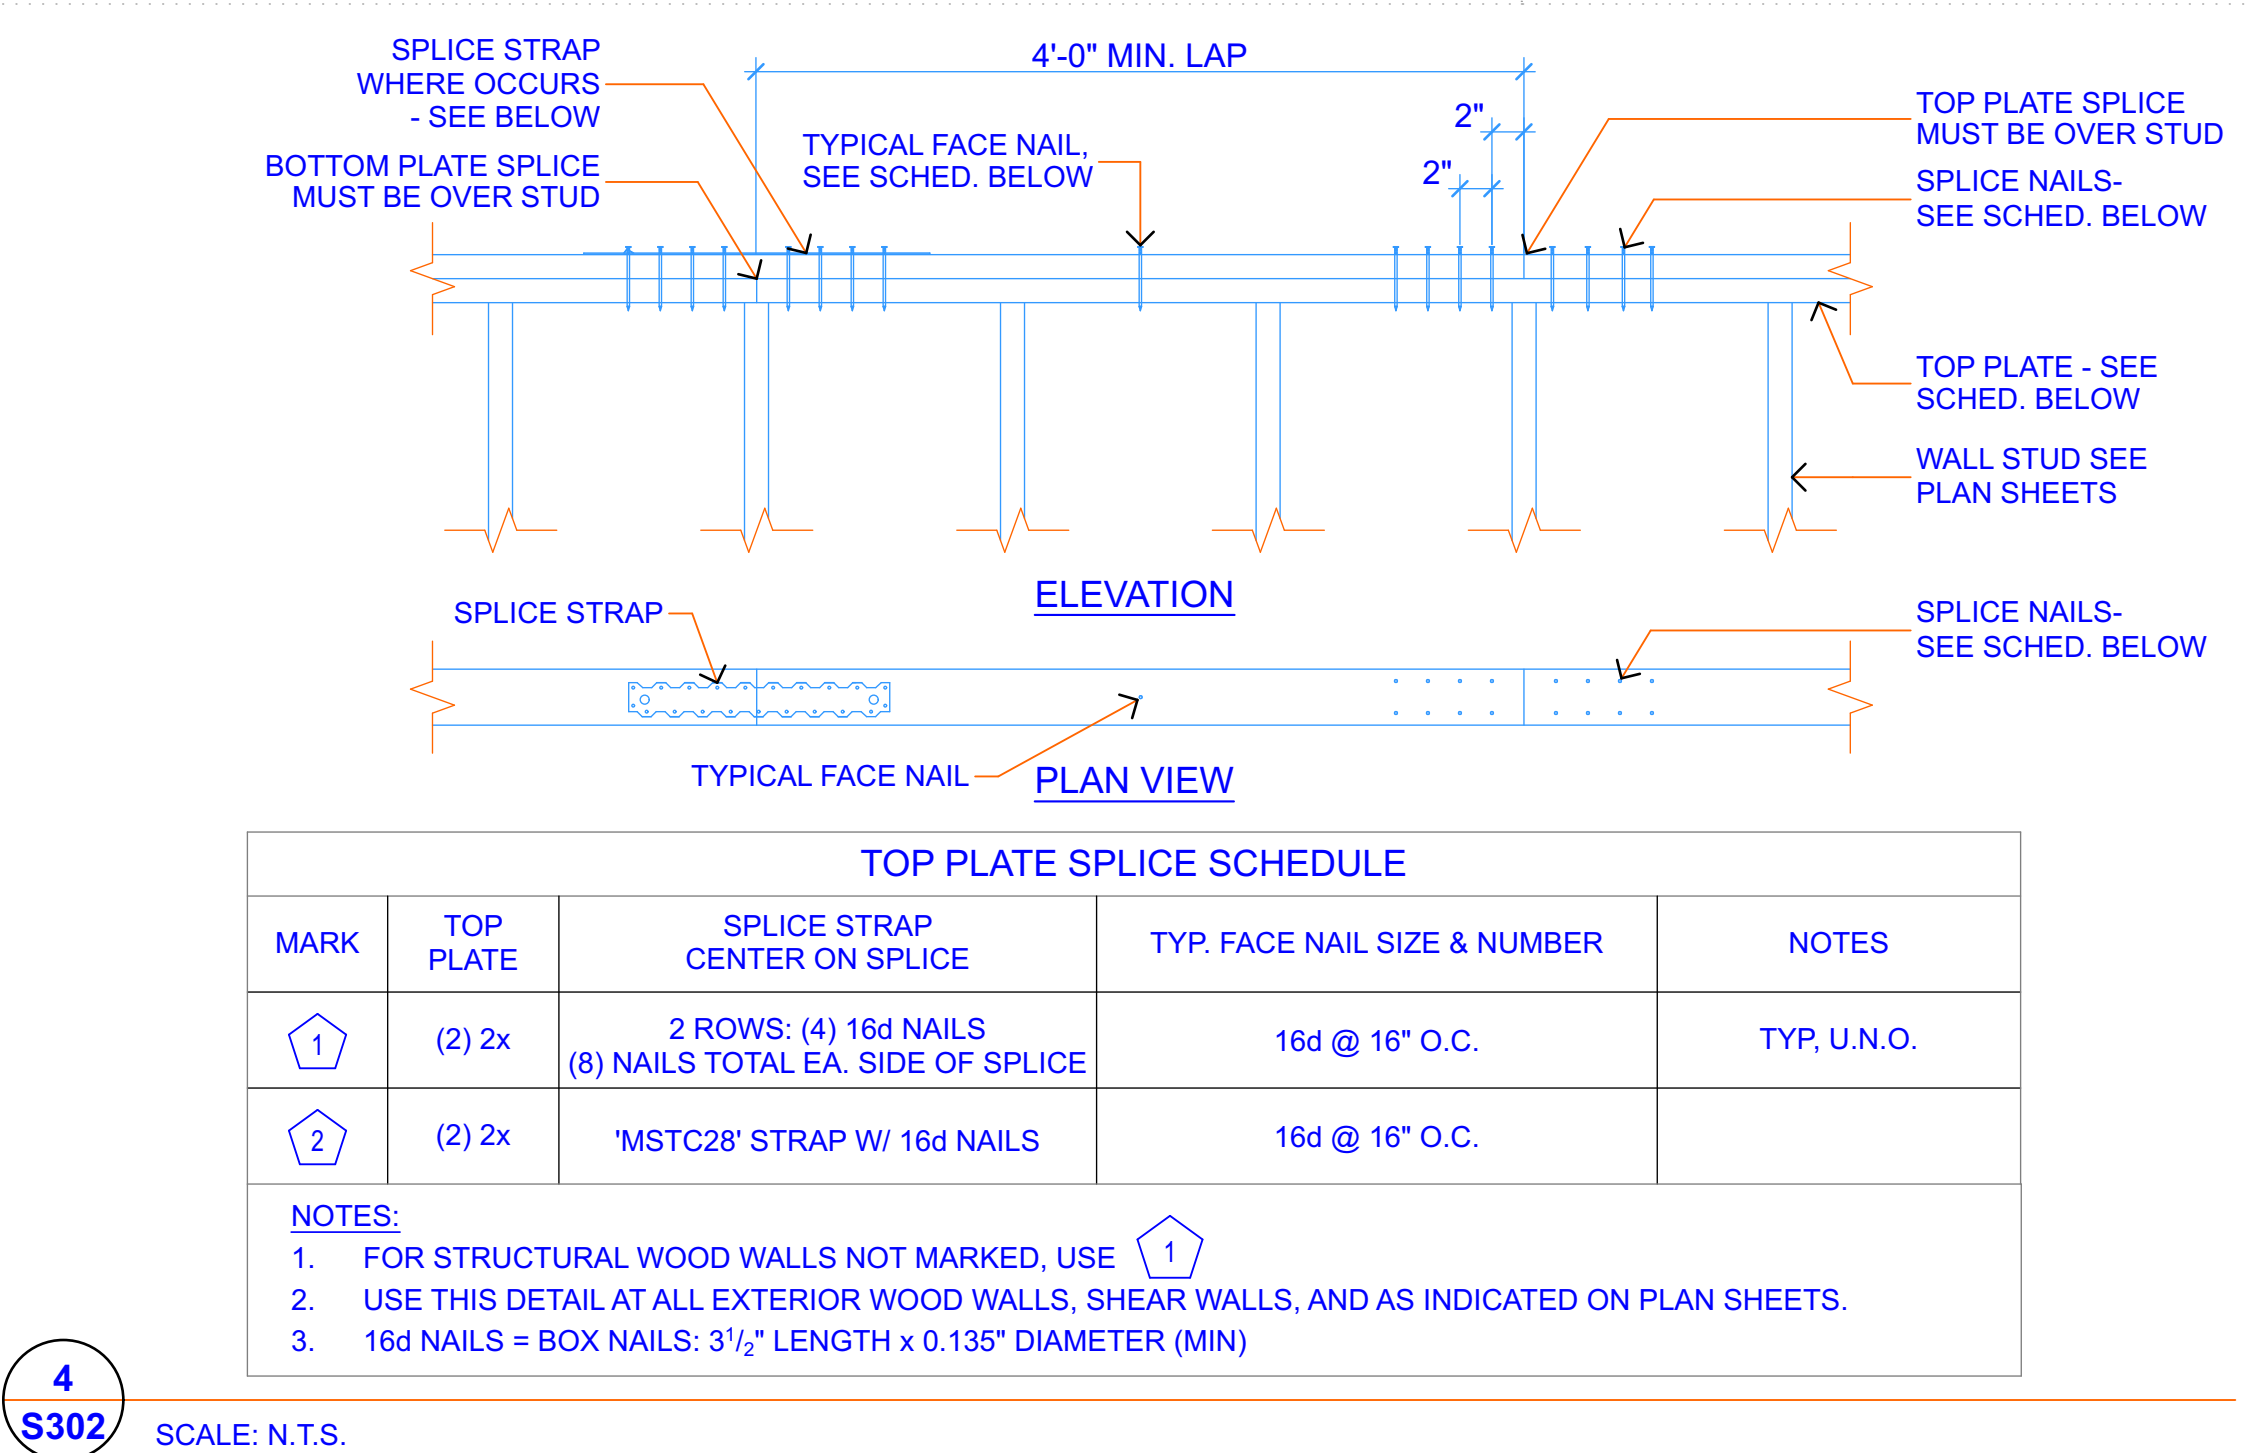 SPLICE STRAP
WHERE OCCURS
- SEE BELOW
BOTTOM PLATE SPLICE
MUST BE OVER STUD
4'-0" MIN. LAP
TYPICAL FACE NAIL,
SEE SCHED. BELOW
2"
2"
TOP PLATE SPLICE
MUST BE OVER STUD
SPLICE NAILS-
SEE SCHED. BELOW
TOP PLATE - SEE
SCHED. BELOW
WALL STUD SEE
PLAN SHEETS
ELEVATION
SPLICE STRAP
SPLICE NAILS-
SEE SCHED. BELOW
TYPICAL FACE NAIL
PLAN VIEW
TOP PLATE SPLICE SCHEDULE
MARK
TOP
PLATE
SPLICE STRAP
CENTER ON SPLICE
TYP. FACE NAIL SIZE & NUMBER
NOTES
1
(2) 2x
2 ROWS: (4) 16d NAILS
(8) NAILS TOTAL EA. SIDE OF SPLICE
16d @ 16" O.C.
TYP, U.N.O.
2
(2) 2x
'MSTC28' STRAP W/ 16d NAILS
16d @ 16" O.C.
NOTES:
1. FOR STRUCTURAL WOOD WALLS NOT MARKED, USE 1
2. USE THIS DETAIL AT ALL EXTERIOR WOOD WALLS, SHEAR WALLS, AND AS INDICATED ON PLAN SHEETS.
3. 16d NAILS = BOX NAILS: 3 1/2" LENGTH x 0.135" DIAMETER (MIN)
4
S302
SCALE: N.T.S.